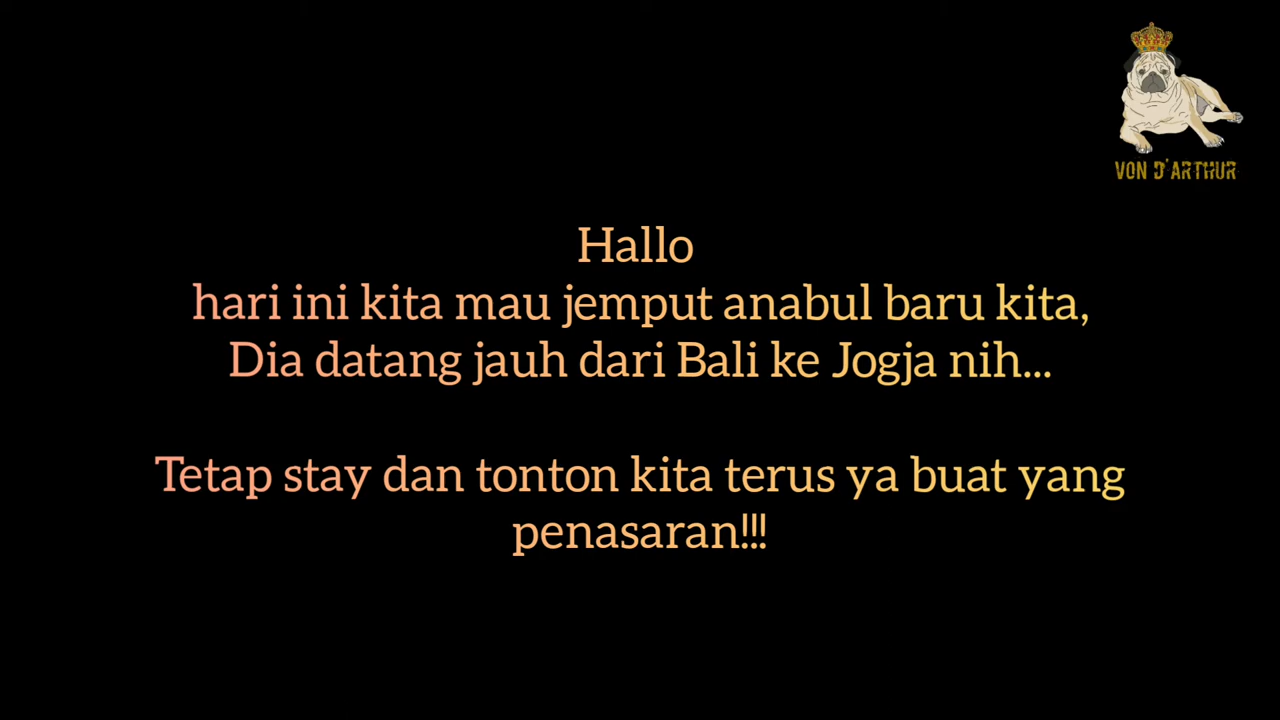 VON D'ARTHUR
Hallo
hari ini kita mau jemput anabul baru kita,
Dia datang jauh dari Bali ke Jogja nih...
Tetap stay dan tonton kita terus ya buat yang
penasaran!!!